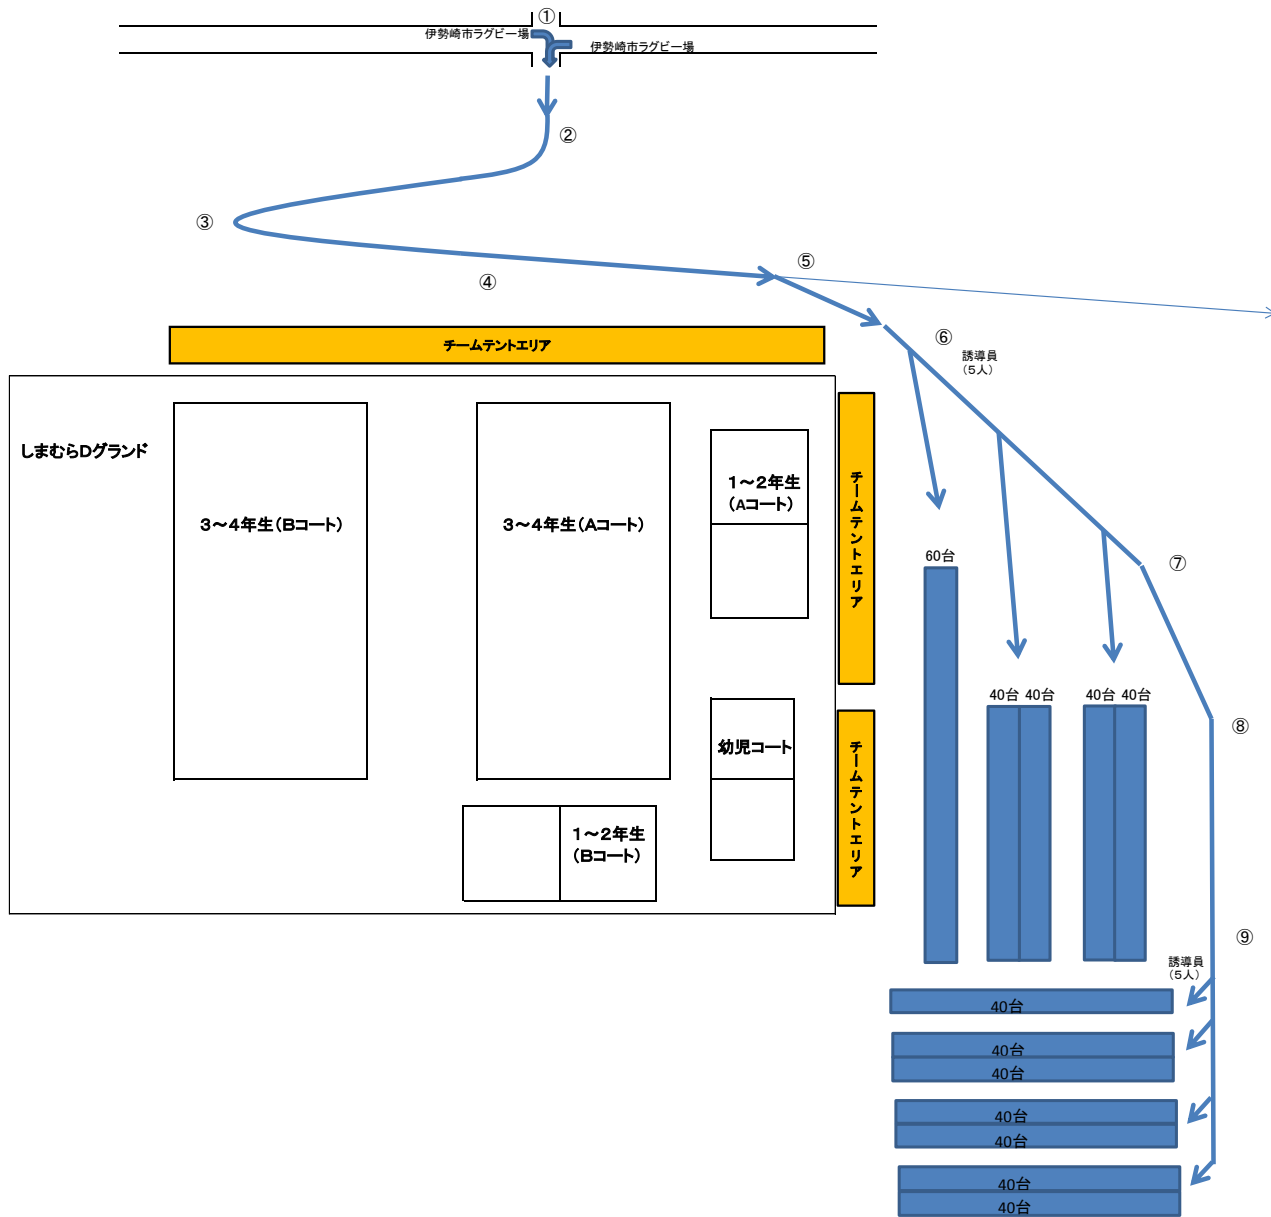 ①
伊勢崎市ラグビー場
伊勢崎市ラグビー場
②
③
④
⑤
⑥
誘導員
（５人）
チームテントエリア
しまむらＤグランド
３～４年生（Ｂコート）
３～４年生（Ａコート）
１～２年生
（Ａコート）
チームテントエリア
60台
⑦
40台 40台
40台 40台
⑧
幼児コート
チームテントエリア
１～２年生
（Ｂコート）
⑨
誘導員
（５人）
40台
40台
40台
40台
40台
40台
40台